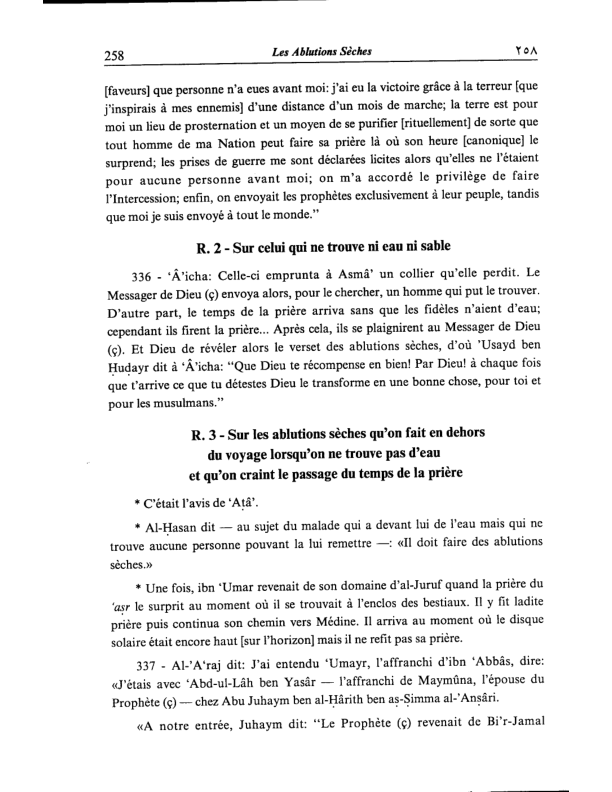 258
Les Ablutions Sèches
٢٥٨
[faveurs] que personne n'a eues avant moi: j'ai eu la victoire grâce à la terreur [que
j'inspirais à mes ennemis] d'une distance d'un mois de marche; la terre est pour
moi un lieu de prosternation et un moyen de se purifier [rituellement] de sorte que
tout homme de ma Nation peut faire sa prière là où son heure [canonique] le
surprend; les prises de guerre me sont déclarées licites alors qu'elles ne l'étaient
pour aucune personne avant moi; on m'a accordé le privilège de faire
l'Intercession; enfin, on envoyait les prophètes exclusivement à leur peuple, tandis
que moi je suis envoyé à tout le monde.”
R. 2 - Sur celui qui ne trouve ni eau ni sable
336 - ‘Â’icha: Celle-ci emprunta à Asmâ’ un collier qu'elle perdit. Le
Messager de Dieu (ç) envoya alors, pour le chercher, un homme qui put le trouver.
D'autre part, le temps de la prière arriva sans que les fidèles n'aient d'eau;
cependant ils firent la prière... Après cela, ils se plaignirent au Messager de Dieu
(ç). Et Dieu de révéler alors le verset des ablutions sèches, d'où ’Usayd ben
Ḥuḍayr dit à ‘Â’icha: “Que Dieu te récompense en bien! Par Dieu! à chaque fois
que t'arrive ce que tu détestes Dieu le transforme en une bonne chose, pour toi et
pour les musulmans.”
R. 3 - Sur les ablutions sèches qu'on fait en dehors
du voyage lorsqu'on ne trouve pas d'eau
et qu'on craint le passage du temps de la prière
* C'était l'avis de ‘Aṭâ’.
* Al-Ḥasan dit — au sujet du malade qui a devant lui de l'eau mais qui ne
trouve aucune personne pouvant la lui remettre —: «Il doit faire des ablutions
sèches.»
* Une fois, ibn ‘Umar revenait de son domaine d'al-Juruf quand la prière du
‘aṣr le surprit au moment où il se trouvait à l'enclos des bestiaux. Il y fit ladite
prière puis continua son chemin vers Médine. Il arriva au moment où le disque
solaire était encore haut [sur l'horizon] mais il ne refit pas sa prière.
337 - Al-’A‘raj dit: J'ai entendu ‘Umayr, l'affranchi d'ibn ‘Abbâs, dire:
«J'étais avec ‘Abd-ul-Lâh ben Yasâr — l'affranchi de Maymûna, l'épouse du
Prophète (ç) — chez Abu Juhaym ben al-Ḥârith ben aṣ-Ṣimma al-’Anṣâri.
«A notre entrée, Juhaym dit: “Le Prophète (ç) revenait de Bi’r-Jamal